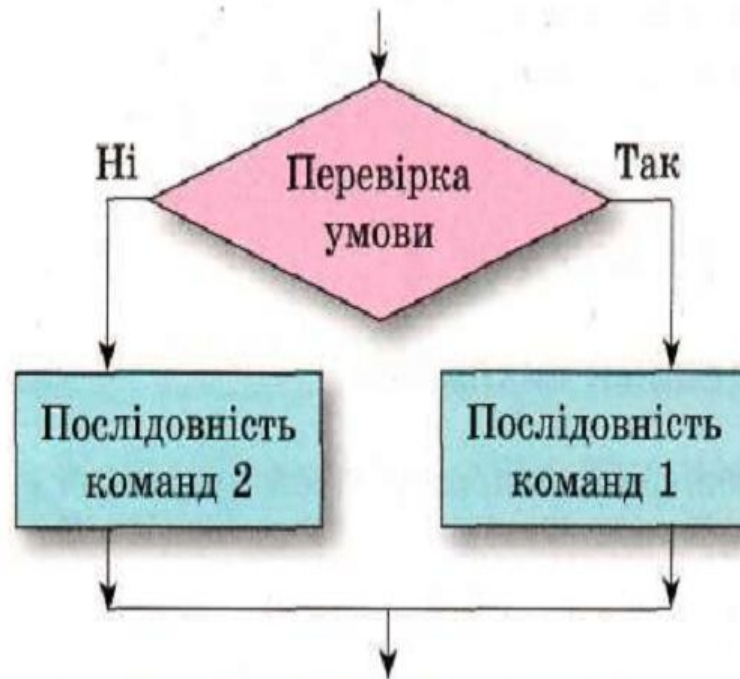 Ні
Перевірка
умови
Так
Послідовність
команд 2
Послідовність
команд 1